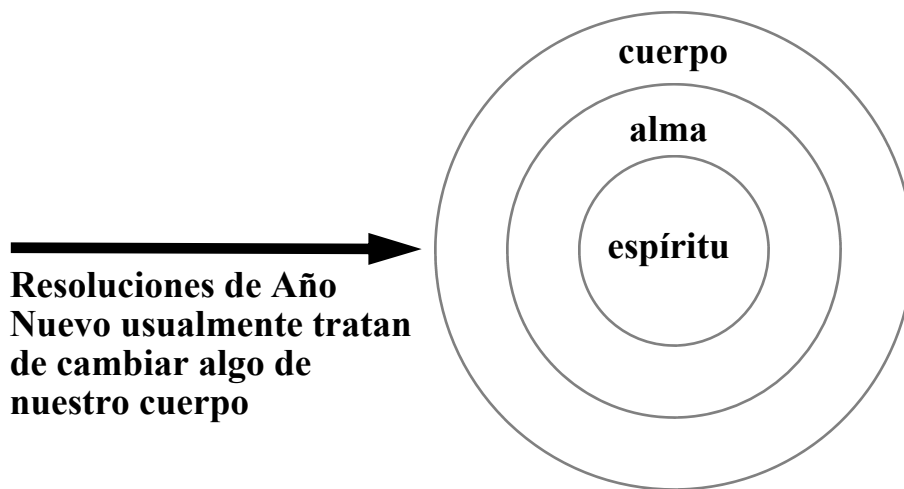 cuerpo
alma
espíritu
Resoluciones de Año
Nuevo usualmente tratan
de cambiar algo de
nuestro cuerpo